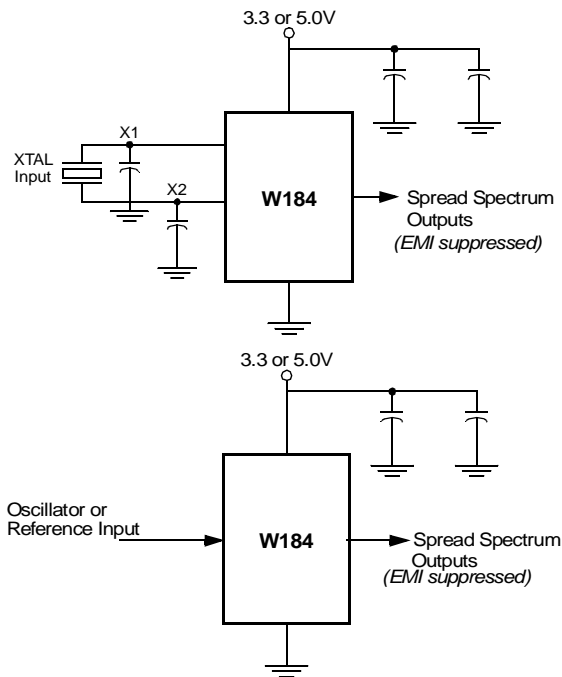 3.3 or 5.0V
X1
XTAL
Input
X2
W184
Spread Spectrum
Outputs
(EMI suppressed)
3.3 or 5.0V
Oscillator or
Reference Input
W184
Spread Spectrum
Outputs
(EMI suppressed)